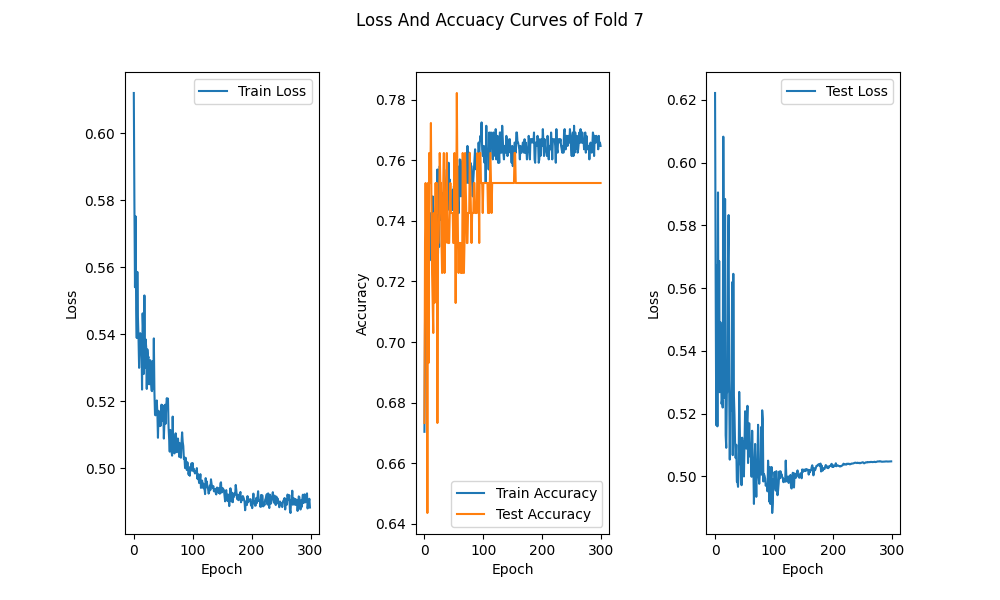 Loss And Accuacy Curves of Fold 7
Train Loss
0.60
0.58
0.56
0.54
0.52
0.50
Loss
0 100 200 300
Epoch
0.78
0.76
0.74
0.72
0.70
0.68
0.66
0.64
Accuracy
Train Accuracy
Test Accuracy
0 100 200 300
Epoch
Test Loss
0.62
0.60
0.58
0.56
0.54
0.52
0.50
Loss
0 100 200 300
Epoch